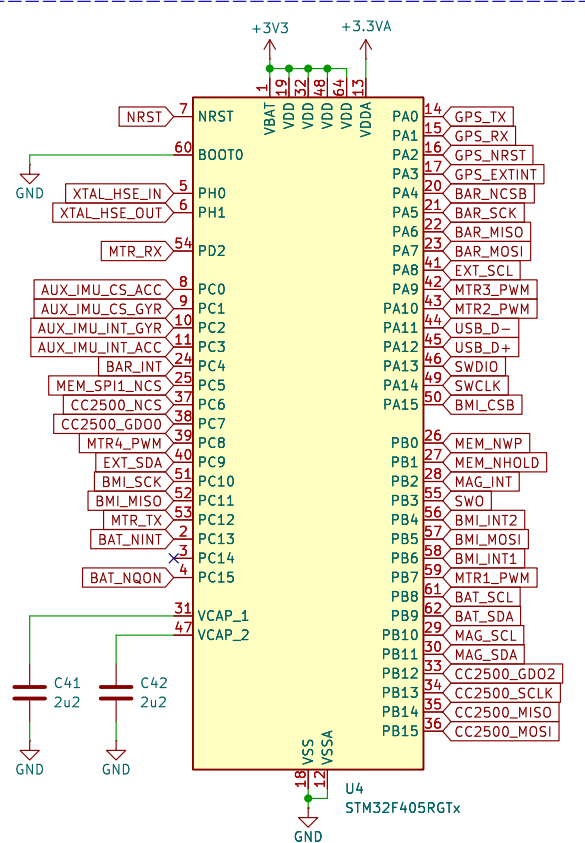 +3V3
+3.3VA
1
19
32
48
64
13
VBAT
VDD
VDD
VDD
VDD
VDDA
NRST 7 NRST
60 BOOT0
GND
XTAL_HSE_IN 5 PH0
XTAL_HSE_OUT 6 PH1
MTR_RX 54 PD2
AUX_IMU_CS_ACC 8 PC0
AUX_IMU_CS_GYR 9 PC1
AUX_IMU_INT_GYR 10 PC2
AUX_IMU_INT_ACC 11 PC3
BAR_INT 24 PC4
MEM_SPI1_NCS 25 PC5
CC2500_NCS 37 PC6
CC2500_GDO0 38 PC7
MTR4_PWM 39 PC8
EXT_SDA 40 PC9
BMI_SCK 51 PC10
BMI_MISO 52 PC11
MTR_TX 53 PC12
BAT_NINT 2 PC13
3 PC14
BAT_NQON 4 PC15
31 VCAP_1
47 VCAP_2
C41
2u2
C42
2u2
GND
GND
PA0 14 GPS_TX
PA1 15 GPS_RX
PA2 16 GPS_NRST
PA3 17 GPS_EXTINT
PA4 20 BAR_NCSB
PA5 21 BAR_SCK
PA6 22 BAR_MISO
PA7 23 BAR_MOSI
PA8 41 EXT_SCL
PA9 42 MTR3_PWM
PA10 43 MTR2_PWM
PA11 44 USB_D-
PA12 45 USB_D+
PA13 46 SWDIO
PA14 49 SWCLK
PA15 50 BMI_CSB
PB0 26 MEM_NWP
PB1 27 MEM_NHOLD
PB2 28 MAG_INT
PB3 55 SWO
PB4 56 BMI_INT2
PB5 57 BMI_MOSI
PB6 58 BMI_INT1
PB7 59 MTR1_PWM
PB8 61 BAT_SCL
PB9 62 BAT_SDA
PB10 29 MAG_SCL
PB11 30 MAG_SDA
PB12 33 CC2500_GDO2
PB13 34 CC2500_SCLK
PB14 35 CC2500_MISO
PB15 36 CC2500_MOSI
VSS
VSSA
18
12
GND
U4
STM32F405RGTx